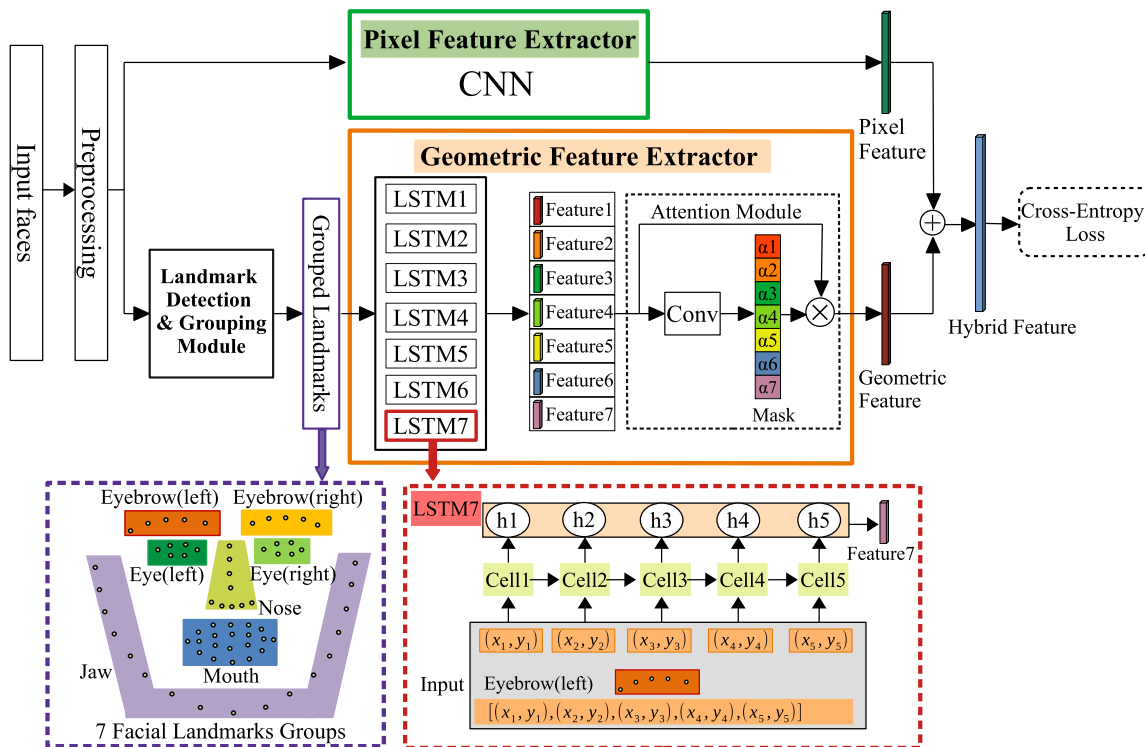 Input faces
Preprocessing
Pixel Feature Extractor
CNN
Pixel
Feature
Landmark
Detection
& Grouping
Module
Grouped Landmarks
Geometric Feature Extractor
LSTM1
LSTM2
LSTM3
LSTM4
LSTM5
LSTM6
LSTM7
Feature1
Feature2
Feature3
Feature4
Feature5
Feature6
Feature7
Attention Module
Conv
α1
α2
α3
α4
α5
α6
α7
Mask
Geometric
Feature
Hybrid Feature
Cross-Entropy
Loss
Eyebrow(left)
Eyebrow(right)
Eye(left)
Eye(right)
Nose
Mouth
Jaw
7 Facial Landmarks Groups
LSTM7
h1 h2 h3 h4 h5
Feature7
Cell1 Cell2 Cell3 Cell4 Cell5
(x₁,y₁) (x₂,y₂) (x₃,y₃) (x₄,y₄) (x₅,y₅)
Input
Eyebrow(left)
[(x₁,y₁),(x₂,y₂),(x₃,y₃),(x₄,y₄),(x₅,y₅)]